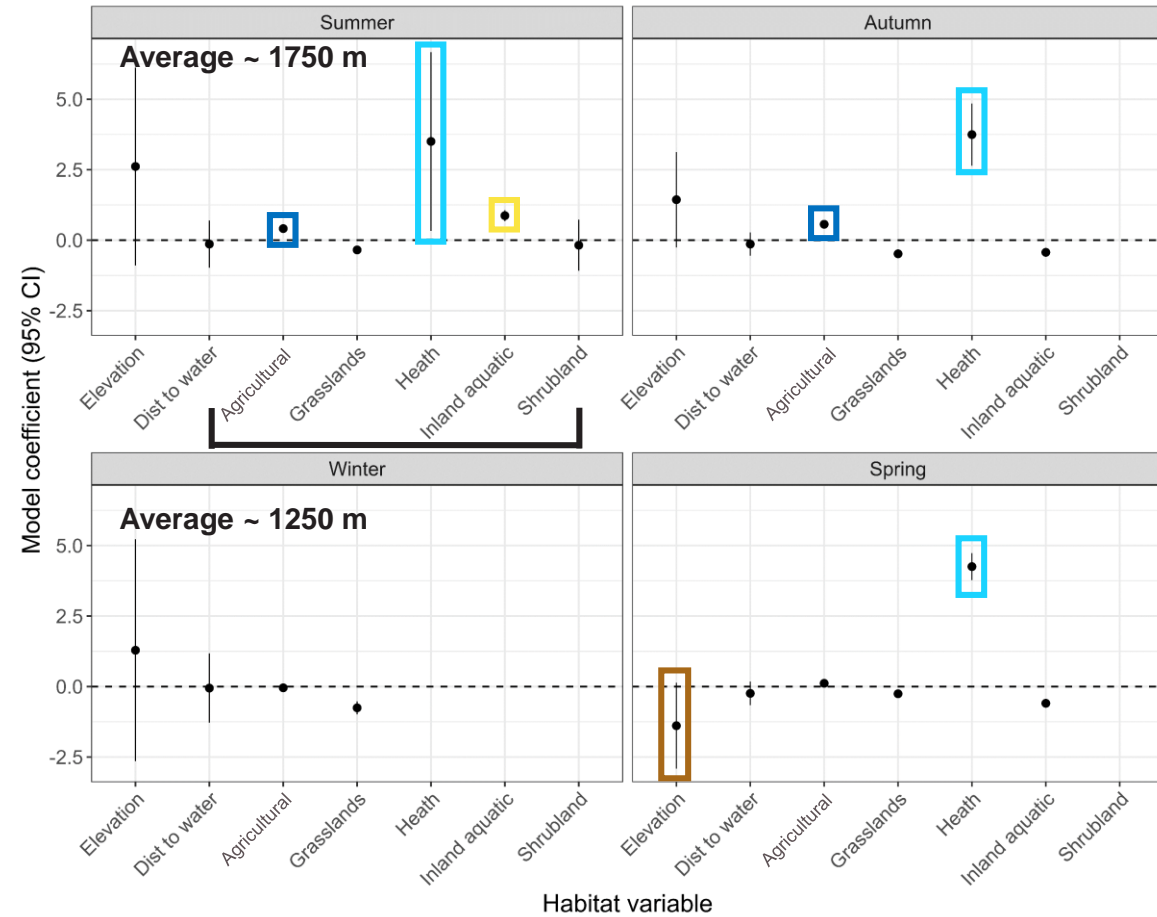 Summer
Autumn
Average ~ 1750 m
5.0
2.5
0.0
-2.5
Elevation
Dist to water
Agricultural
Grasslands
Heath
Inland aquatic
Shrubland
Elevation
Dist to water
Agricultural
Grasslands
Heath
Inland aquatic
Shrubland
Model coefficient (95% CI)
Winter
Spring
Average ~ 1250 m
5.0
2.5
0.0
-2.5
Elevation
Dist to water
Agricultural
Grasslands
Heath
Inland aquatic
Shrubland
Elevation
Dist to water
Agricultural
Grasslands
Heath
Inland aquatic
Shrubland
Habitat variable